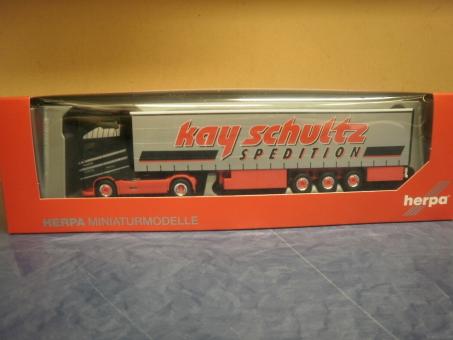 kay schultz
SPEDITION
HERPA MINIATURMODELLE
herpa